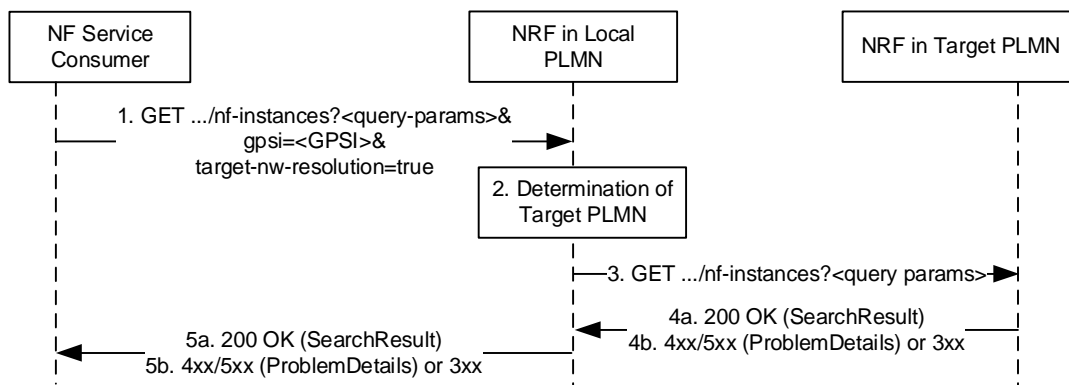 NF Service
Consumer
NRF in Local
PLMN
NRF in Target PLMN
1. GET .../nf-instances?<query-params>&
gpsi=<GPSI>&
target-nw-resolution=true
2. Determination of
Target PLMN
3. GET .../nf-instances?<query params>
4a. 200 OK (SearchResult)
4b. 4xx/5xx (ProblemDetails) or 3xx
5a. 200 OK (SearchResult)
5b. 4xx/5xx (ProblemDetails) or 3xx